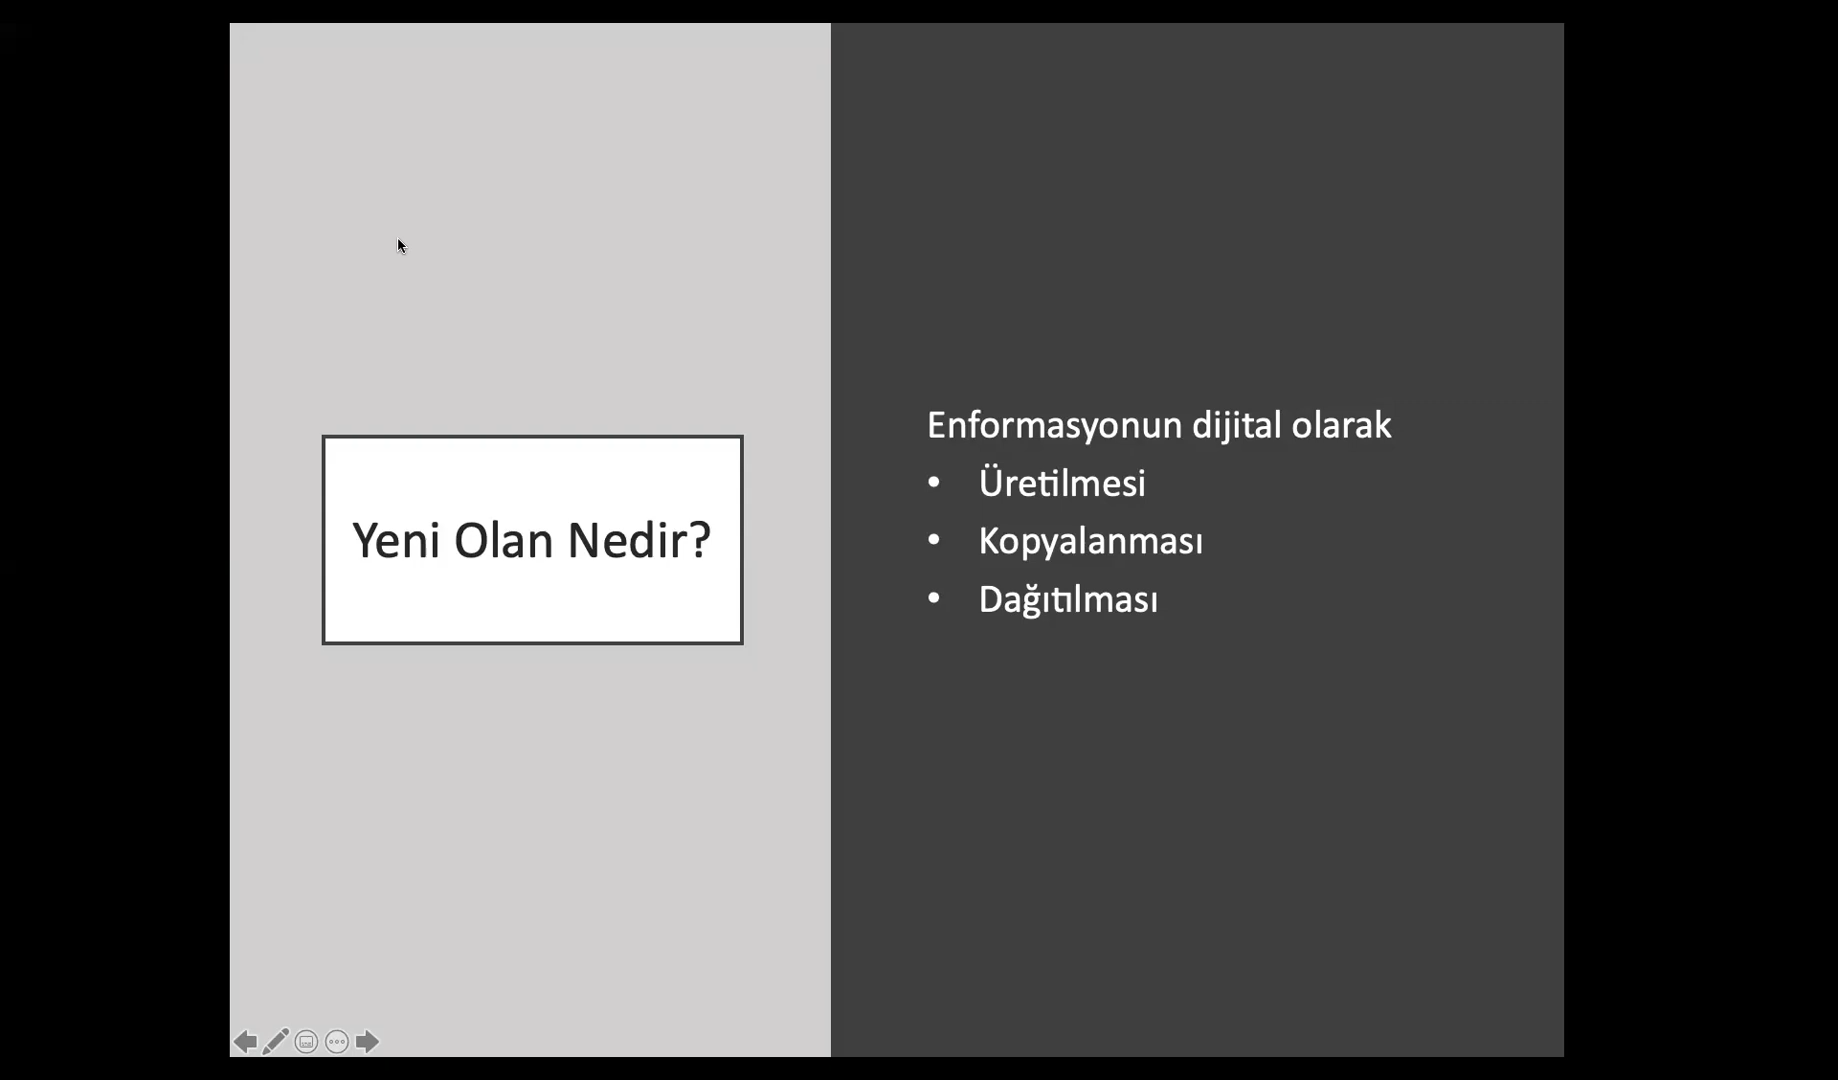 Yeni Olan Nedir?
Enformasyonun dijital olarak
• Üretilmesi
• Kopyalanması
• Dağıtılması